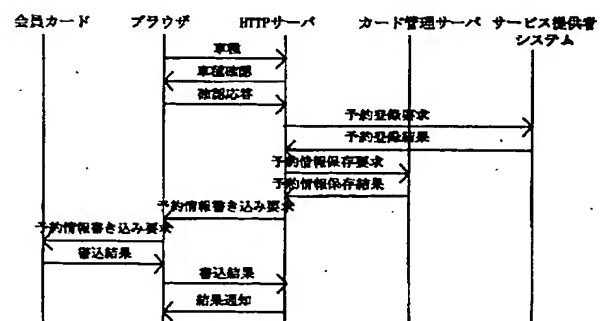 会員カード ブラウザ HTTPサーバ カード管理サーバ サービス提供者
システム
車種
車種確認
確認応答
予約登録要求
予約登録結果
予約情報保存要求
予約情報保存結果
予約情報書き込み要求
予約情報書き込み要求
書込結果
書込結果
結果通知